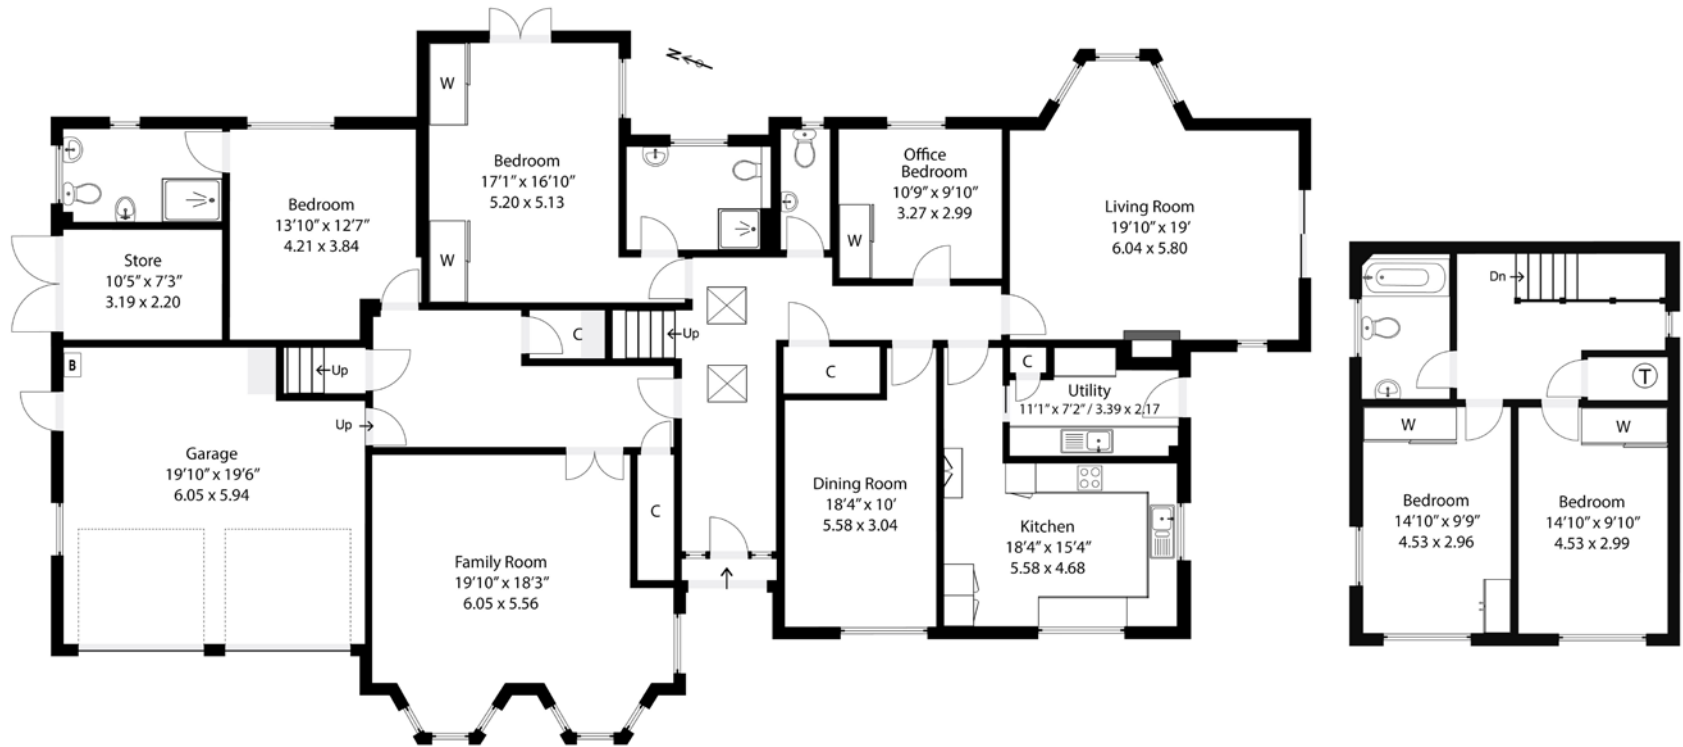 N
W
Bedroom
17'1" x 16'10"
5.20 x 5.13
W
Bedroom
13'10" x 12'7"
4.21 x 3.84
Store
10'5" x 7'3"
3.19 x 2.20
Office
Bedroom
10'9" x 9'10"
3.27 x 2.99
W
Living Room
19'10" x 19'
6.04 x 5.80
B
Up
C
Up
Up
Garage
19'10" x 19'6"
6.05 x 5.94
Family Room
19'10" x 18'3"
6.05 x 5.56
C
C
Dining Room
18'4" x 10'
5.58 x 3.04
C
Utility
11'1" x 7'2" / 3.39 x 2.17
Kitchen
18'4" x 15'4"
5.58 x 4.68
Dn
T
W
W
Bedroom
14'10" x 9'9"
4.53 x 2.96
Bedroom
14'10" x 9'10"
4.53 x 2.99